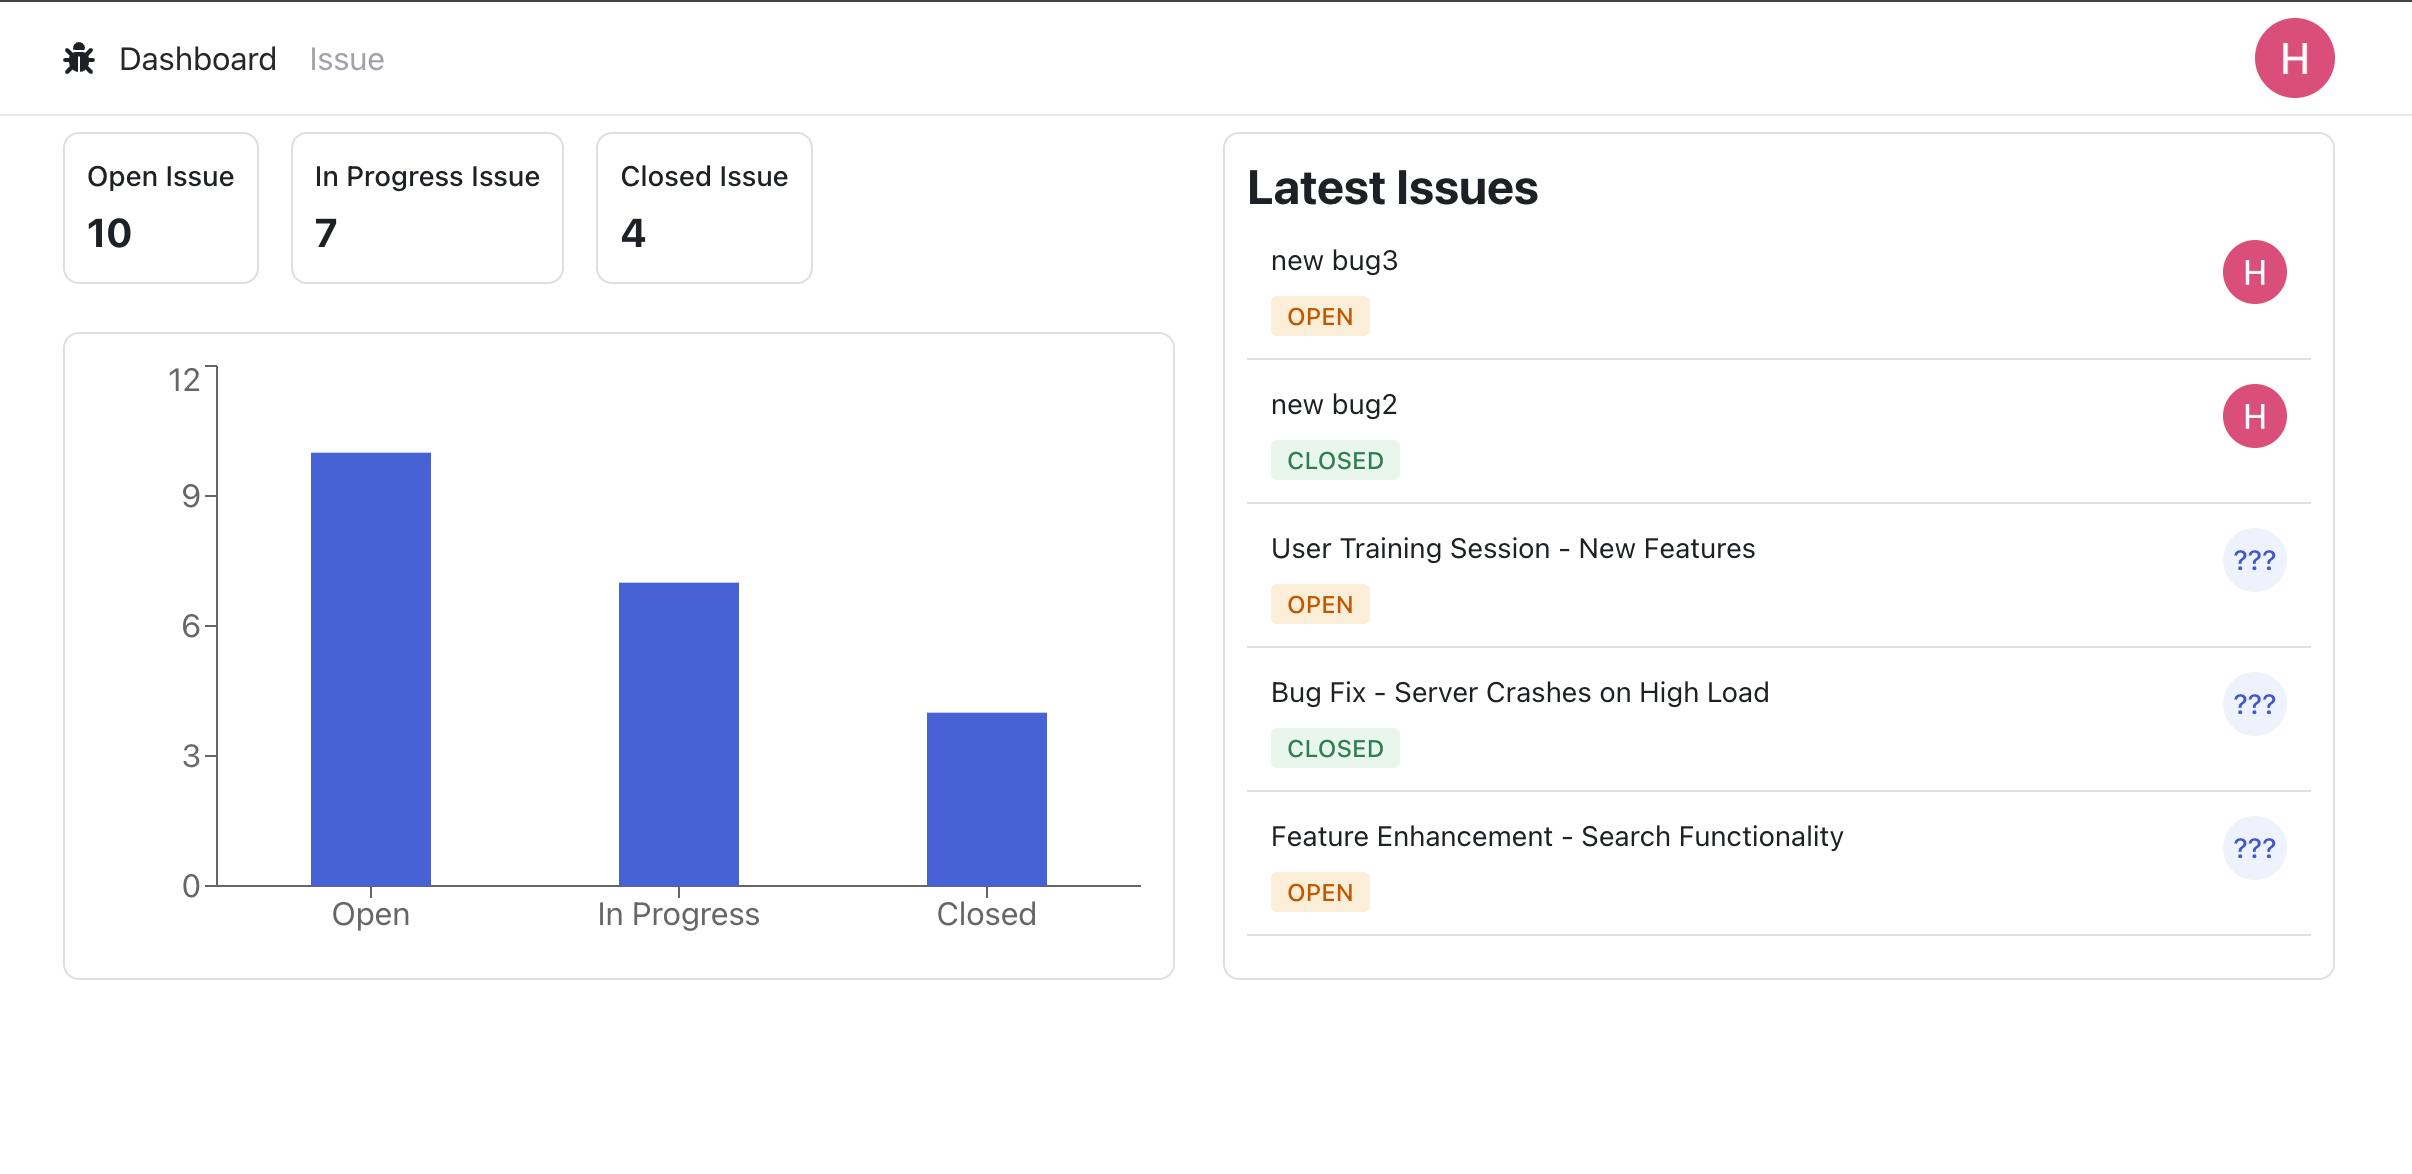 Dashboard Issue
H
Open Issue
10
In Progress Issue
7
Closed Issue
4
12
9
6
3
0
Open
In Progress
Closed
Latest Issues
new bug3
H
OPEN
new bug2
H
CLOSED
User Training Session - New Features
???
OPEN
Bug Fix - Server Crashes on High Load
???
CLOSED
Feature Enhancement - Search Functionality
???
OPEN